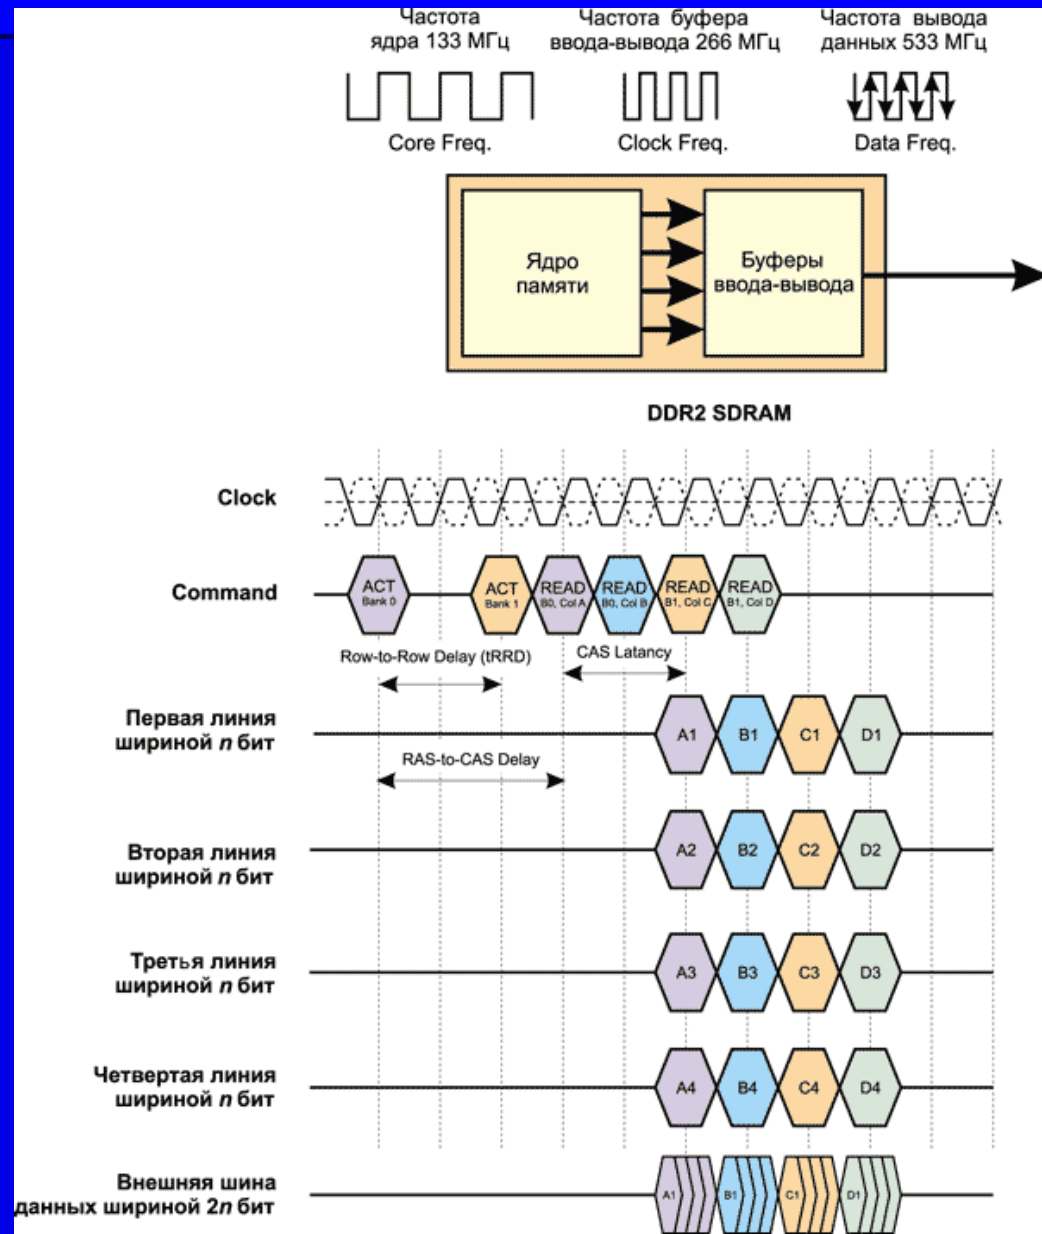 Частота
ядра 133 МГц
Частота буфера
ввода-вывода 266 МГц
Частота вывода
данных 533 МГц
Core Freq.
Clock Freq.
Data Freq.
Ядро
памяти
Буферы
ввода-вывода
DDR2 SDRAM
Clock
Command
ACT
Bank 0
ACT
Bank 1
READ
B0, Col A
READ
B0, Col B
READ
B1, Col C
READ
B1, Col D
Row-to-Row Delay (tRRD)
CAS Latancy
Первая линия
шириной n бит
A1
B1
C1
D1
RAS-to-CAS Delay
Вторая линия
шириной n бит
A2
B2
C2
D2
Третья линия
шириной n бит
A3
B3
C3
D3
Четвертая линия
шириной n бит
A4
B4
C4
D4
Внешняя шина
данных шириной 2n бит
A1
B1
C1
D1